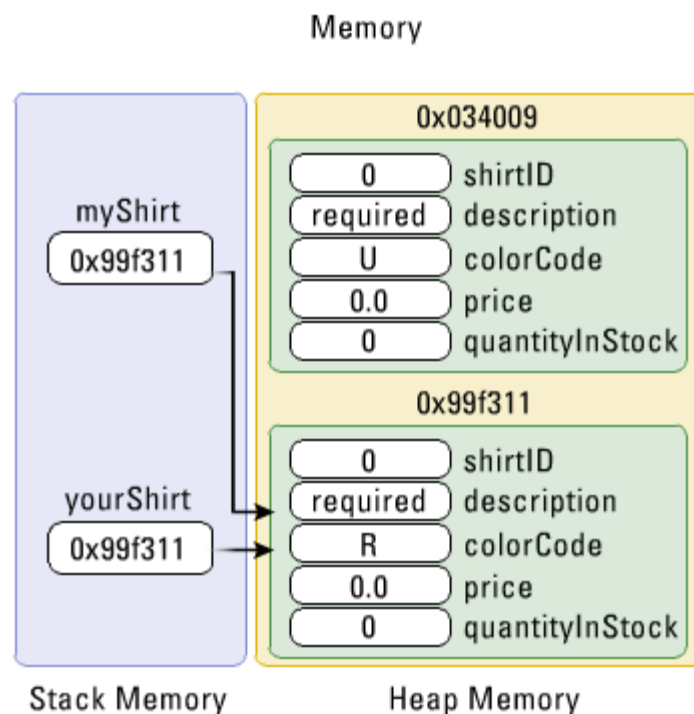 Memory
0x034009
0 shirtID
required description
U colorCode
0.0 price
0 quantityInStock
myShirt
0x99f311
0x99f311
0 shirtID
required description
R colorCode
0.0 price
0 quantityInStock
yourShirt
0x99f311
Stack Memory
Heap Memory